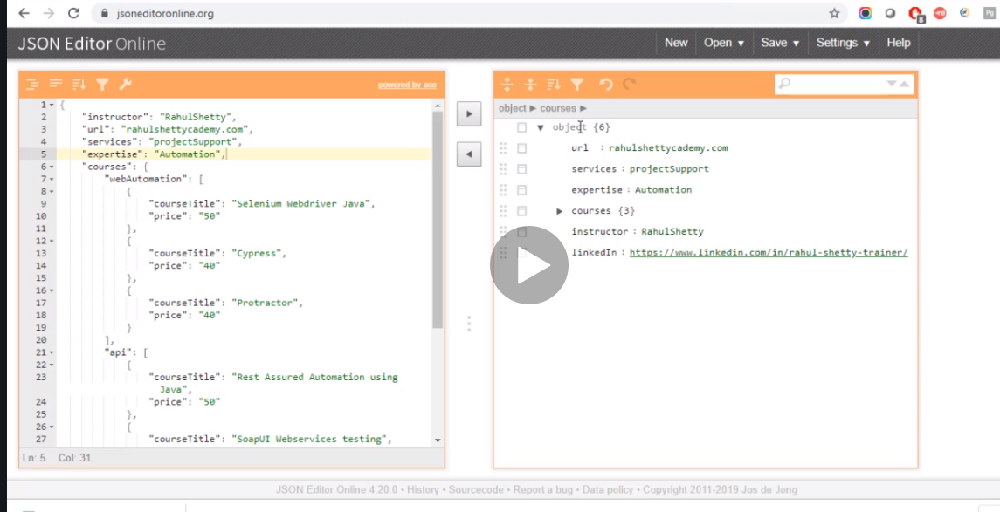 jsoneditoronline.org
8
Pg
JSON Editor Online
New Open ▼ Save ▼ Settings ▼ Help
powered by ace
1 {
2 "instructor": "RahulShetty",
3 "url": "rahulshettycademy.com",
4 "services": "projectSupport",
5 "expertise": "Automation",
6 "courses": {
7 "webAutomation": [
8 {
9 "courseTitle": "Selenium Webdriver Java",
10 "price": "50"
11 },
12 {
13 "courseTitle": "Cypress",
14 "price": "40"
15 },
16 {
17 "courseTitle": "Protractor",
18 "price": "40"
19 }
20 ],
21 "api": [
22 {
23 "courseTitle": "Rest Assured Automation using
Java",
24 "price": "50"
25 },
26 {
27 "courseTitle": "SoapUI Webservices testing",
Ln: 5 Col: 31
object ► courses ►
▼ object {6}
url : rahulshettycademy.com
services : projectSupport
expertise : Automation
► courses {3}
instructor : RahulShetty
linkedIn : https://www.linkedin.com/in/rahul-shetty-trainer/
JSON Editor Online 4.20.0 • History • Sourcecode • Report a bug • Data policy • Copyright 2011-2019 Jos de Jong